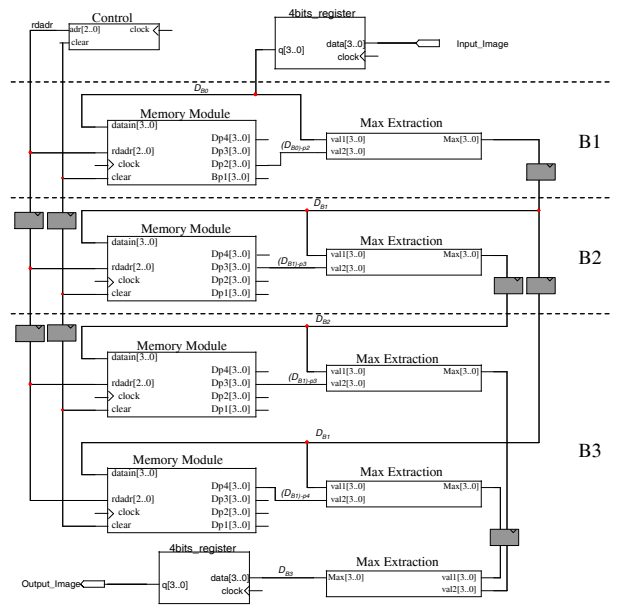 Control
rdadr
adr[2..0] clock
clear
4bits_register
data[3..0] Input_Image
q[3..0]
clock
D_B0
Memory Module
datain[3..0]
Dp4[3..0]
rdadr[2..0] Dp3[3..0]
clock Dp2[3..0]
clear Bp1[3..0]
(D_B0)-p2
Max Extraction
val1[3..0] Max[3..0]
val2[3..0]
B1
D_B1
Memory Module
datain[3..0]
Dp4[3..0]
rdadr[2..0] Dp3[3..0]
clock Dp2[3..0]
clear Dp1[3..0]
(D_B1)-p3
Max Extraction
val1[3..0] Max[3..0]
val2[3..0]
B2
D_B2
Memory Module
datain[3..0]
Dp4[3..0]
rdadr[2..0] Dp3[3..0]
clock Dp2[3..0]
clear Dp1[3..0]
(D_B1)-p3
Max Extraction
val1[3..0] Max[3..0]
val2[3..0]
D_B1
B3
Memory Module
datain[3..0]
Dp4[3..0]
rdadr[2..0] Dp3[3..0]
clock Dp2[3..0]
clear Dp1[3..0]
(D_B1)-p4
Max Extraction
val1[3..0] Max[3..0]
val2[3..0]
4bits_register
Output_Image
q[3..0] data[3..0]
clock
D_B3
Max Extraction
Max[3..0] val1[3..0]
val2[3..0]